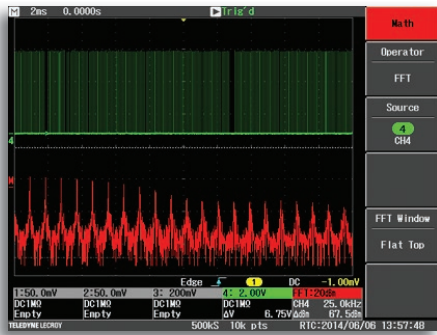 M 2ms 0.0000s Trig'd
Math
Operator
FFT
Source
4
CH4
4
M
FFT Window
Flat Top
Edge 1 DC -1.00mV
1:50.0mV 2:50.0mV 3: 200mV 4: 2.00V FFT:20dB
DC1MΩ DC1MΩ DC1MΩ DC1MΩ CH4 25.0kHz
Empty Empty Empty ΔV 6.75V ΔdBm 67.5dB
TELEDYNE LECROY 500kS 10k pts RTC:2014/06/06 13:57:48